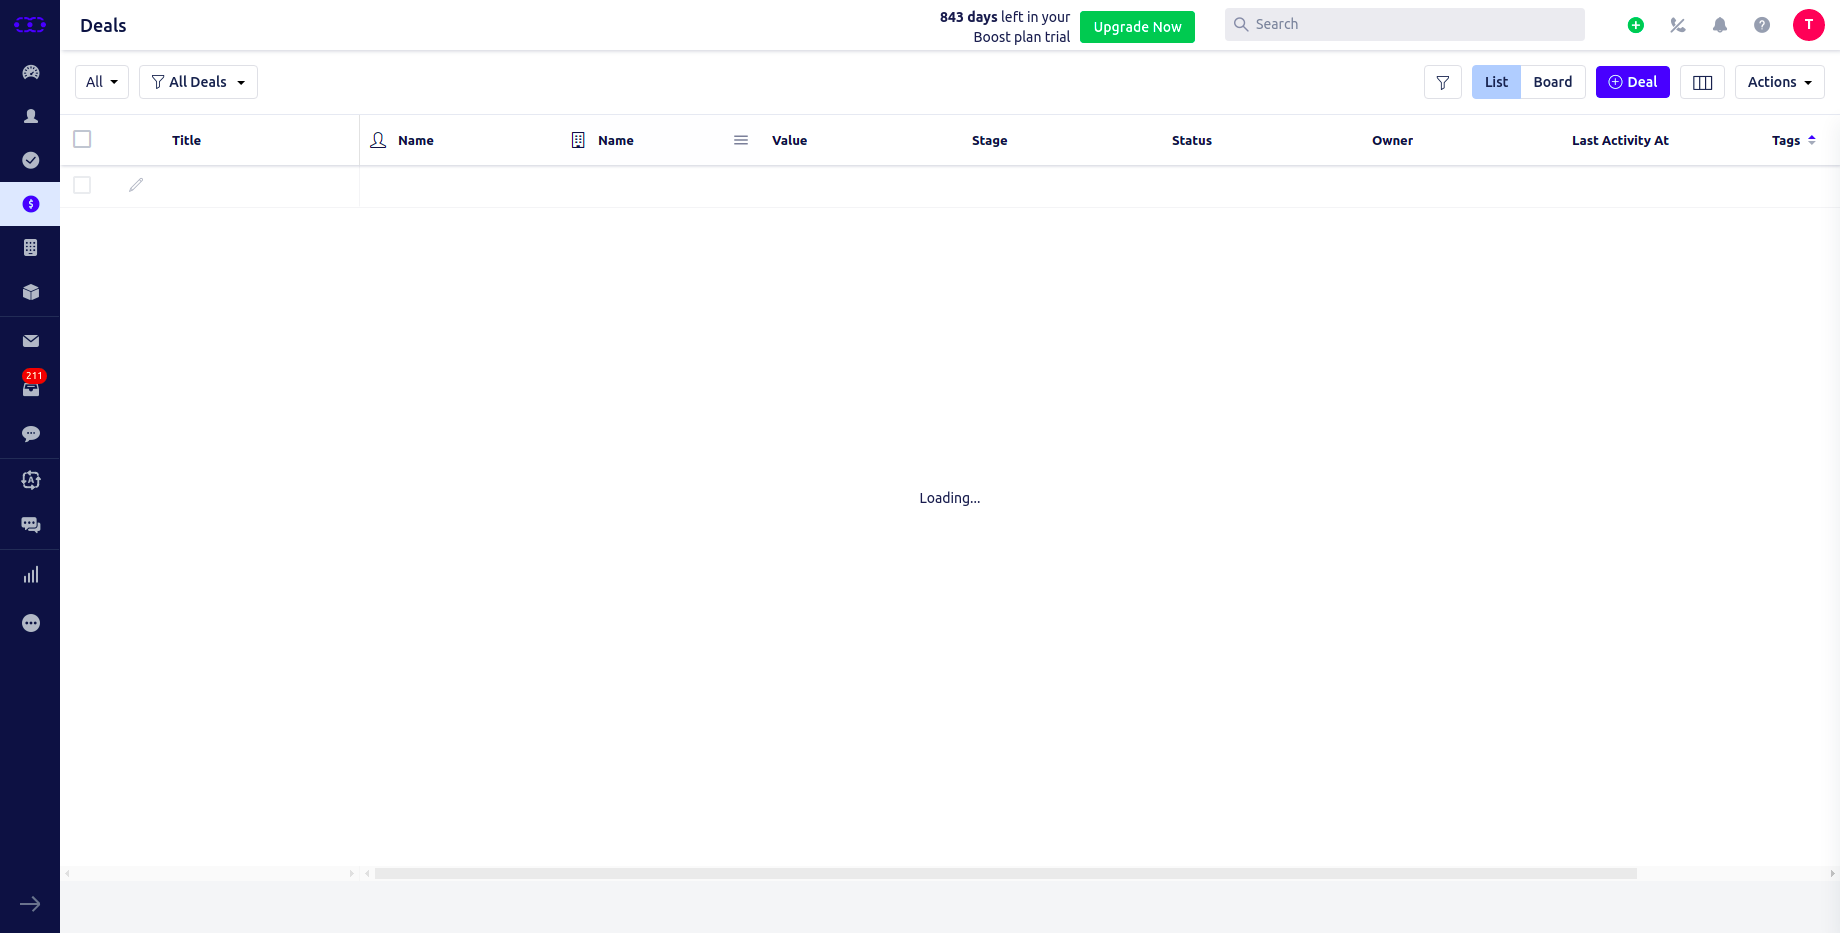 Deals
843 days left in your
Boost plan trial
Upgrade Now
Search
T
All
All Deals
List
Board
Deal
Actions
Title
Name
Name
Value
Stage
Status
Owner
Last Activity At
Tags
211
Loading...